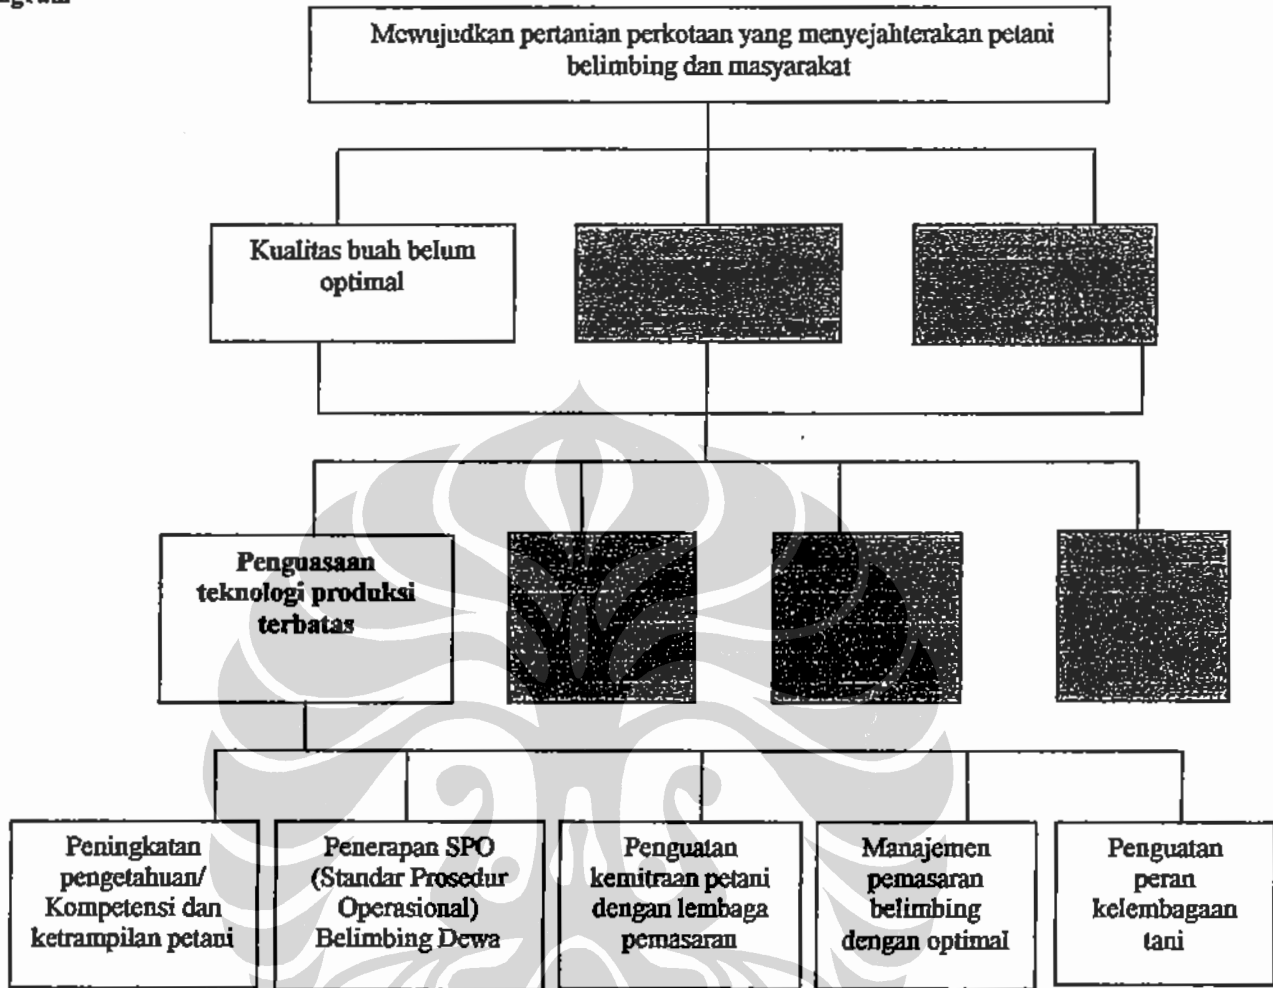 Mewujudkan pertanian perkotaan yang menyejahterakan petani
belimbing dan masyarakat
Kualitas buah belum
optimal
Penguasaan
teknologi produksi
terbatas
Peningkatan
pengetahuan/
Kompetensi dan
ketrampilan petani
Penerapan SPO
(Standar Prosedur
Operasional)
Belimbing Dewa
Penguatan
kemitraan petani
dengan lembaga
pemasaran
Manajemen
pemasaran
belimbing
dengan optimal
Penguatan
peran
kelembagaan
tani